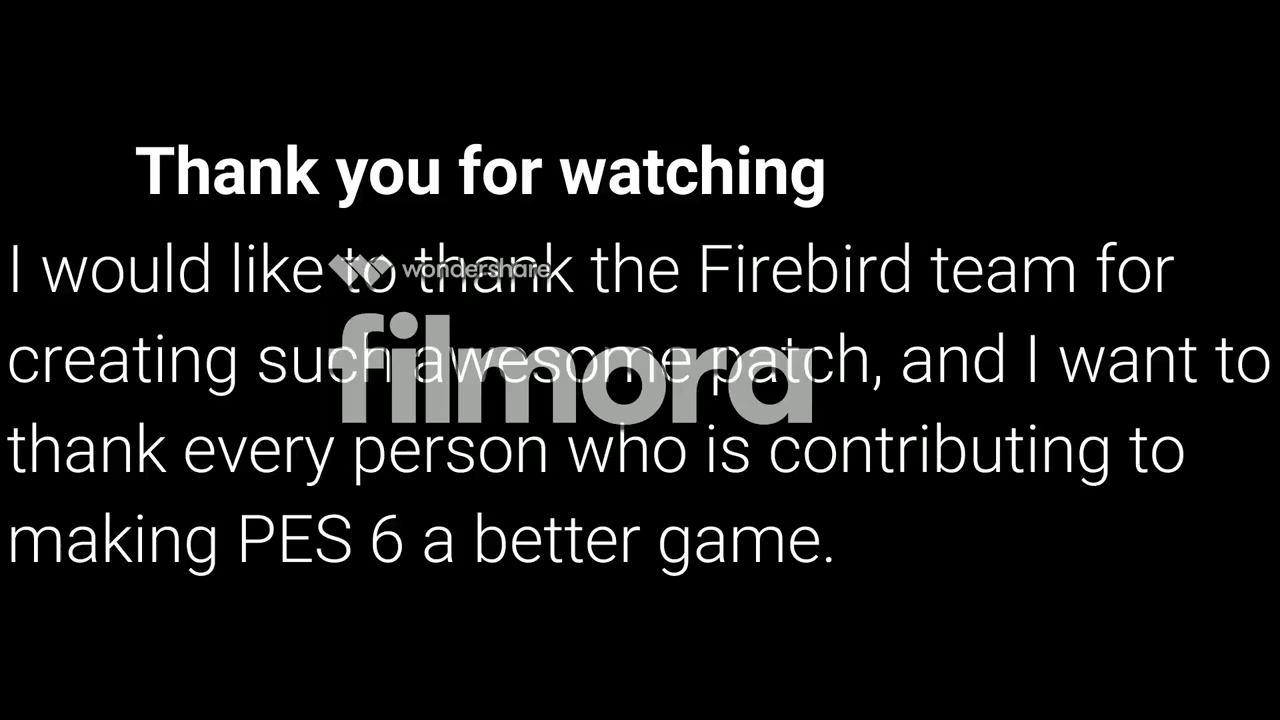 Thank you for watching
I would like to thank the Firebird team for
wondershare
filmora
creating such awesome patch, and I want to
thank every person who is contributing to
making PES 6 a better game.